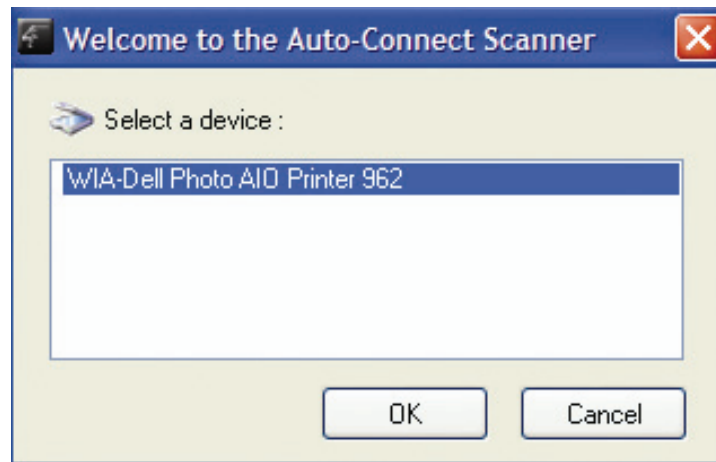 Welcome to the Auto-Connect Scanner
Select a device :
WIA-Dell Photo AIO Printer 962
OK
Cancel